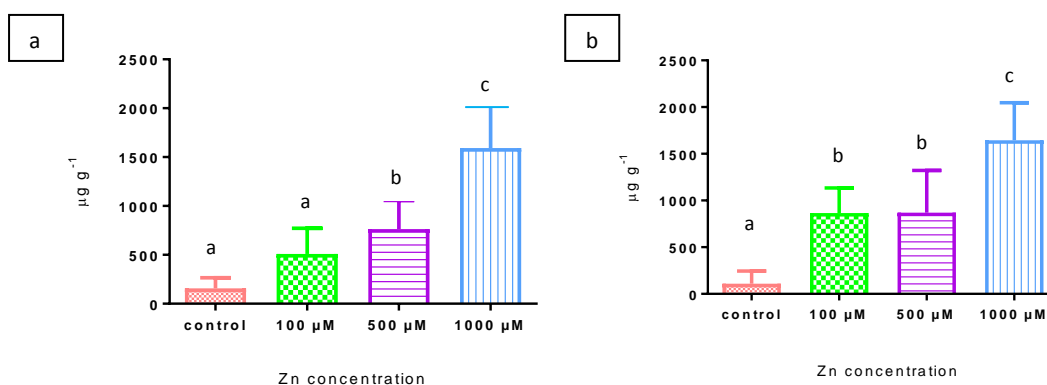 a
2500
2000
1500
1000
500
0
µg g-1
a
a
b
c
control 100 µM 500 µM 1000 µM
Zn concentration
b
2500
2000
1500
1000
500
0
µg g-1
a
b
b
c
control 100 µM 500 µM 1000 µM
Zn concentration